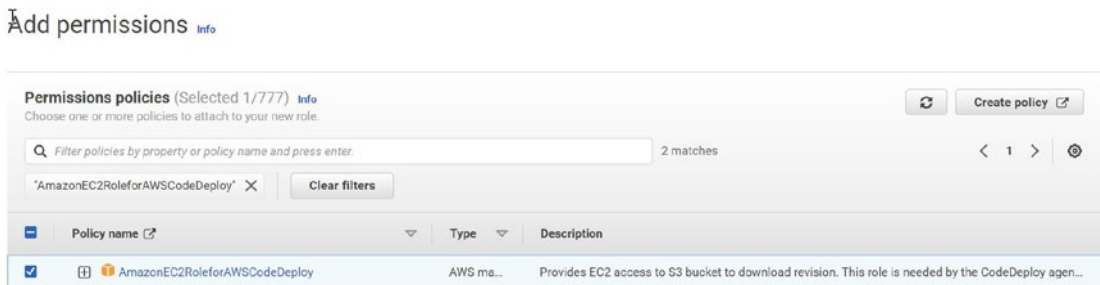 Add permissions Info
Permissions policies (Selected 1/777) Info
Choose one or more policies to attach to your new role.
Create policy
Filter policies by property or policy name and press enter.
2 matches
1
"AmazonEC2RoleforAWSCodeDeploy"
Clear filters
Policy name
Type
Description
AmazonEC2RoleforAWSCodeDeploy
AWS ma...
Provides EC2 access to S3 bucket to download revision. This role is needed by the CodeDeploy agen...